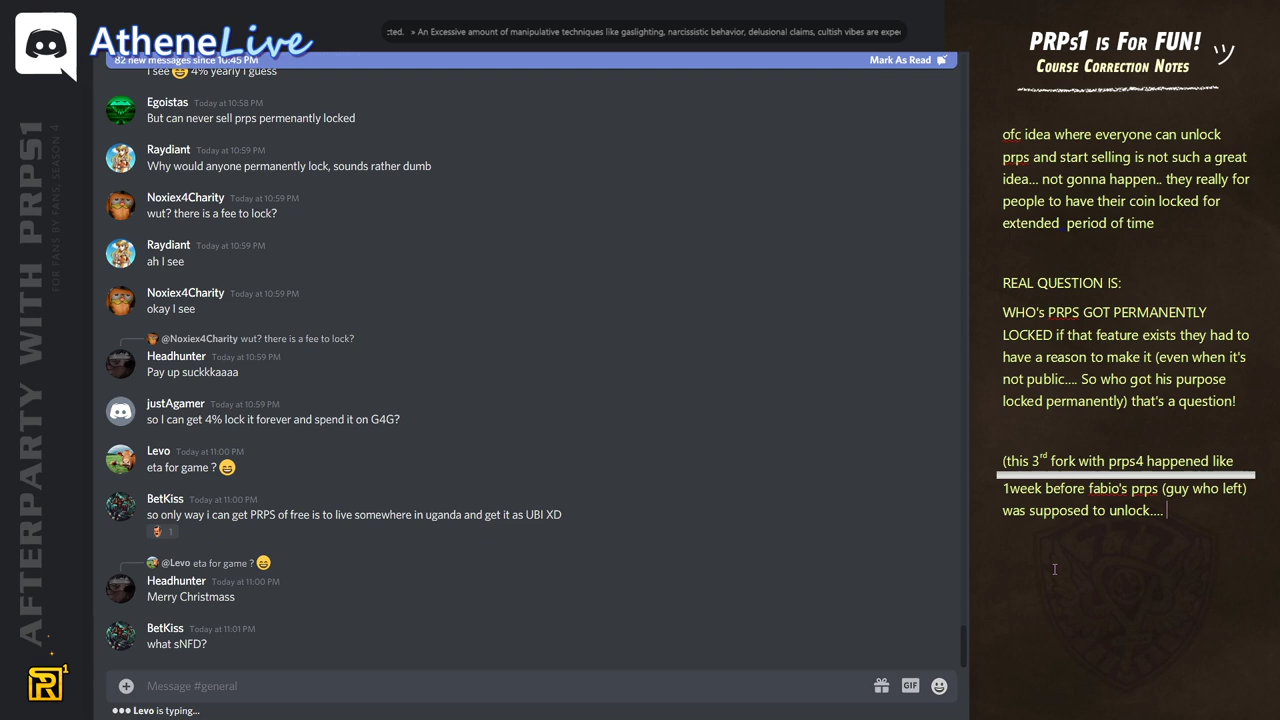 AtheneLive
cted. » An Excessive amount of manipulative techniques like gaslighting, narcissistic behavior, delusional claims, cultish vibes are expe
82 new messages since 10:45 PM
Mark As Read
I see 😄 4% yearly I guess
Egoistas Today at 10:58 PM
But can never sell prps permenantly locked
Raydiant Today at 10:59 PM
Why would anyone permanently lock, sounds rather dumb
Noxiex4Charity Today at 10:59 PM
wut? there is a fee to lock?
Raydiant Today at 10:59 PM
ah I see
Noxiex4Charity Today at 10:59 PM
okay I see
@Noxiex4Charity wut? there is a fee to lock?
Headhunter Today at 10:59 PM
Pay up suckkkaaaa
justAgamer Today at 10:59 PM
so I can get 4% lock it forever and spend it on G4G?
Levo Today at 11:00 PM
eta for game ? 😄
BetKiss Today at 11:00 PM
so only way i can get PRPS of free is to live somewhere in uganda and get it as UBI XD
1
@Levo eta for game ? 😄
Headhunter Today at 11:00 PM
Merry Christmass
BetKiss Today at 11:01 PM
what sNFD?
Message #general
GIF
Levo is typing...
AFTERPARTY WITH PRPS1
FOR FANS BY FANS, SEASON 4
R1
PRPs1 is For FUN! ツ
Course Correction Notes
ofc idea where everyone can unlock
prps and start selling is not such a great
idea... not gonna happen.. they really for
people to have their coin locked for
extended period of time
REAL QUESTION IS:
WHO's PRPS GOT PERMANENTLY
LOCKED if that feature exists they had to
have a reason to make it (even when it's
not public.... So who got his purpose
locked permanently) that's a question!
(this 3rd fork with prps4 happened like
1week before fabio's prps (guy who left)
was supposed to unlock....